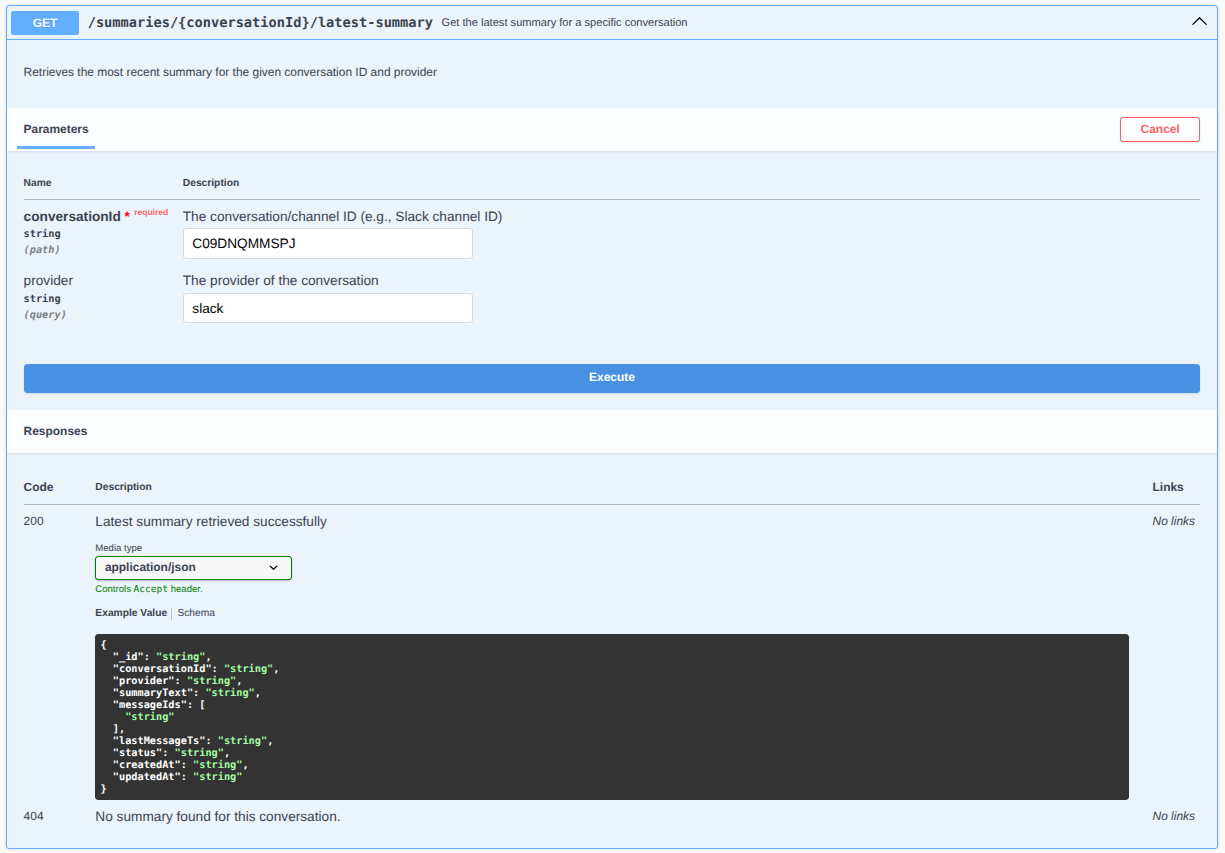 GET /summaries/{conversationId}/latest-summary Get the latest summary for a specific conversation
Retrieves the most recent summary for the given conversation ID and provider
Parameters Cancel
Name Description
conversationId * required The conversation/channel ID (e.g., Slack channel ID)
string
(path) C09DNQMMSPJ
provider The provider of the conversation
string
(query) slack
Execute
Responses
Code Description Links
200 Latest summary retrieved successfully No links
Media type
application/json
Controls Accept header.
Example Value Schema
{
  "_id": "string",
  "conversationId": "string",
  "provider": "string",
  "summaryText": "string",
  "messageIds": [
    "string"
  ],
  "lastMessageTs": "string",
  "status": "string",
  "createdAt": "string",
  "updatedAt": "string"
}
404 No summary found for this conversation. No links